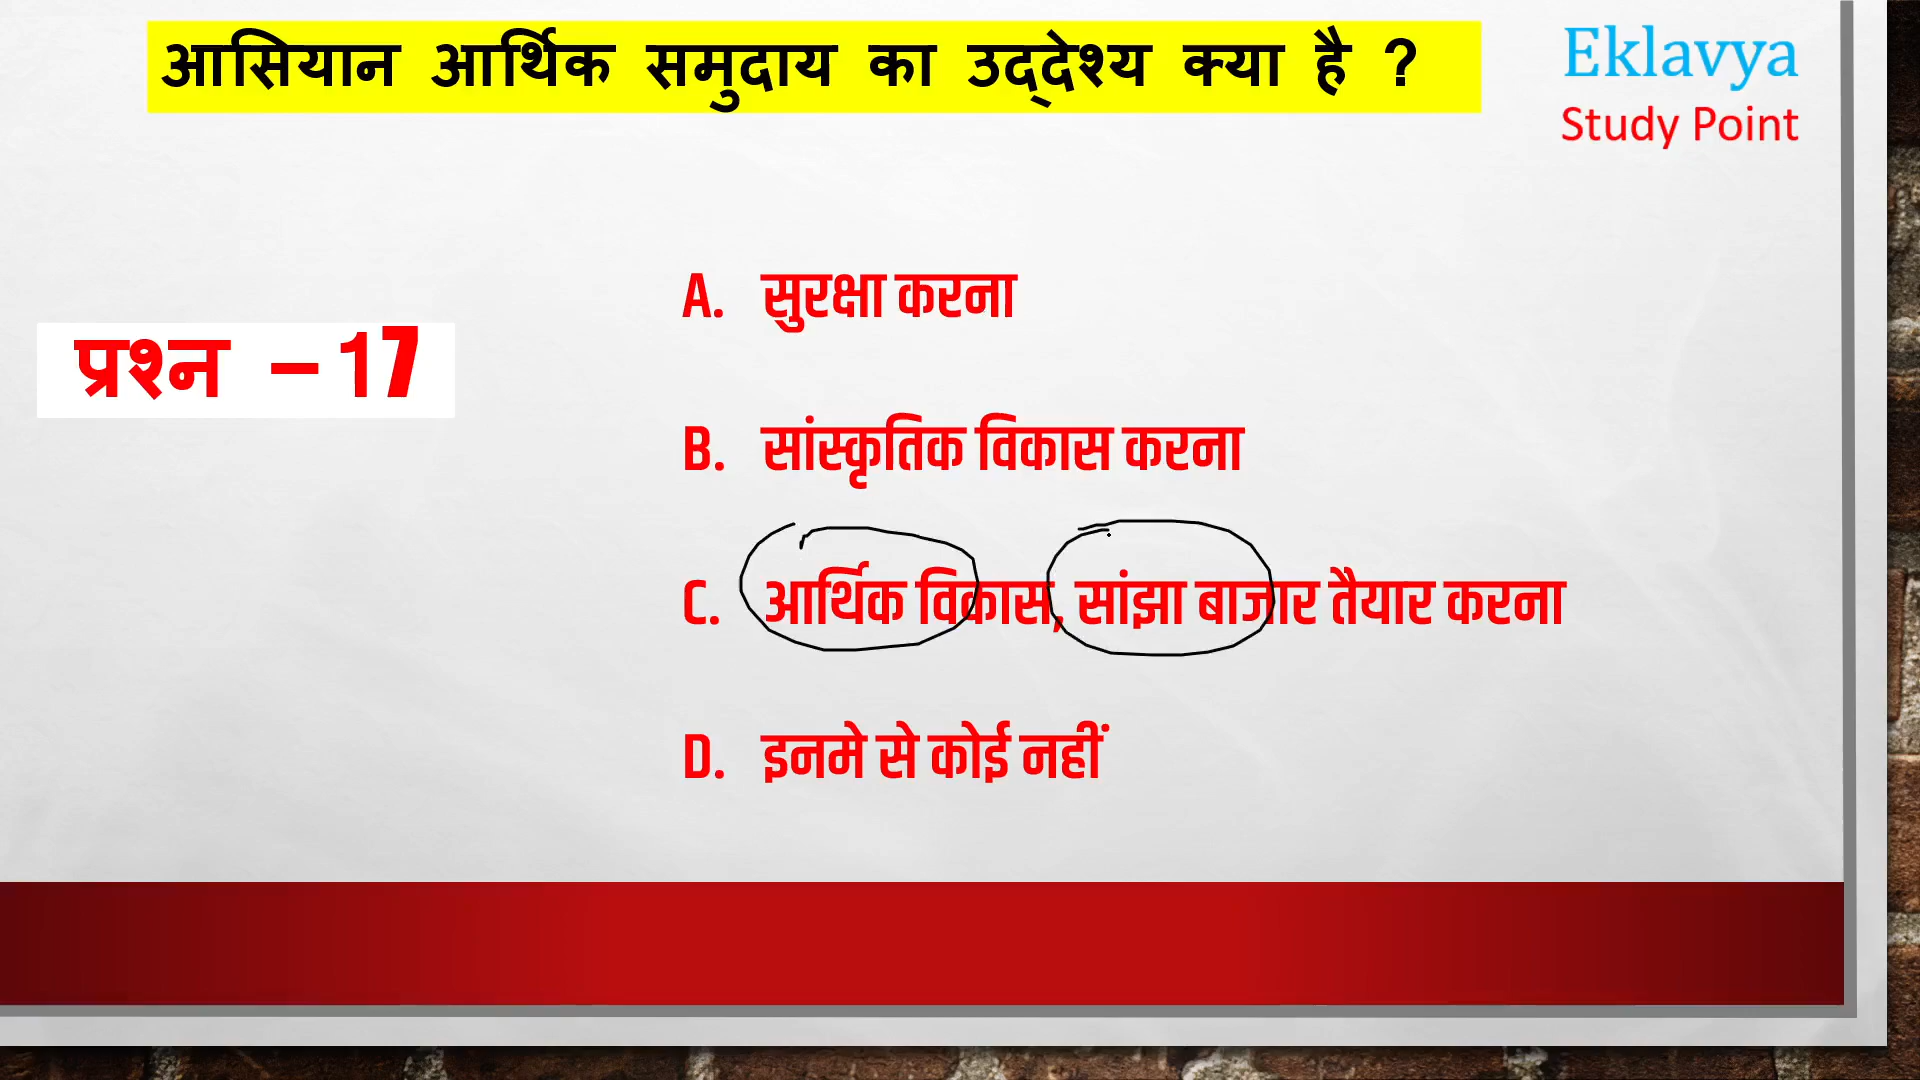 आसियान आर्थिक समुदाय का उद्देश्य क्या है ?
Eklavya
Study Point
प्रश्न – 17
A. सुरक्षा करना
B. सांस्कृतिक विकास करना
C. आर्थिक विकास, सांझा बाजार तैयार करना
D. इनमे से कोई नहीं